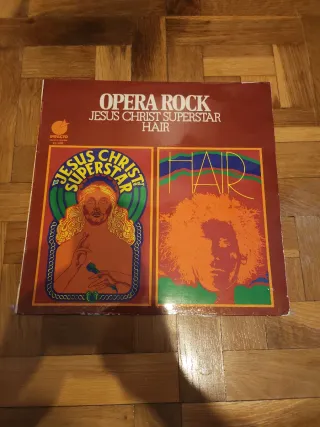 OPERA ROCK
JESUS CHRIST SUPERSTAR
HAIR
JESUS CHRIST
SUPERSTAR
HAIR